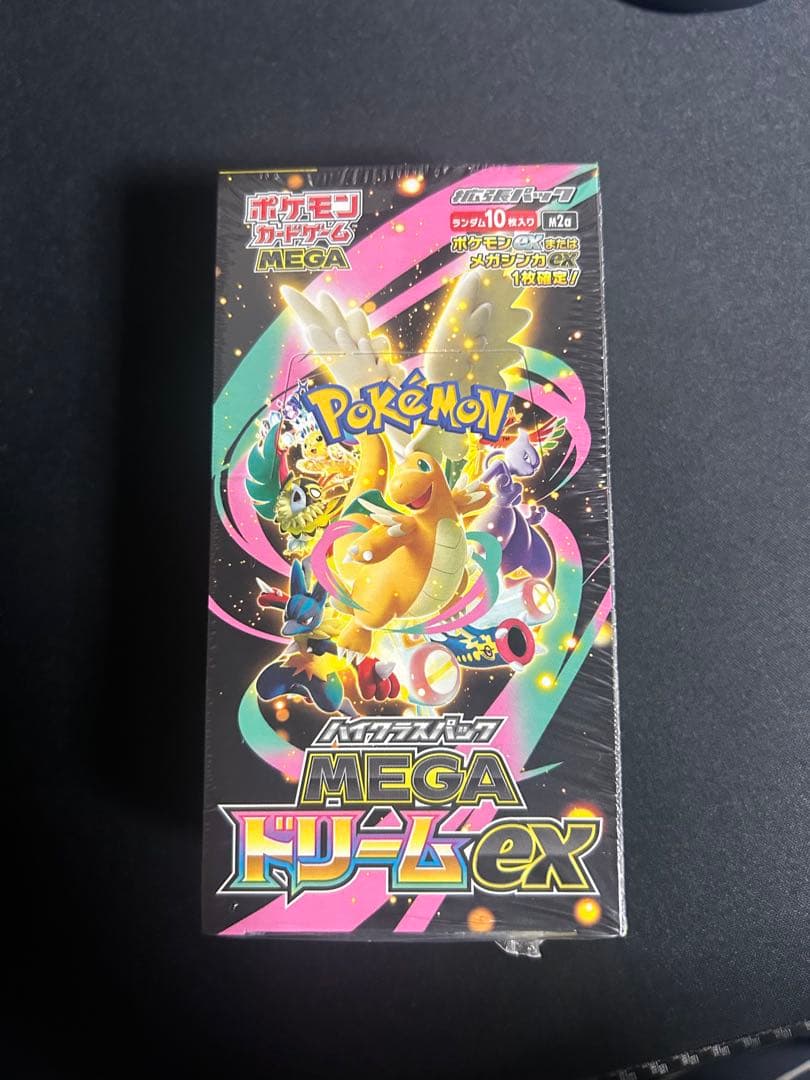 ポケモン
カードゲーム
MEGA
拡張パック
ランダム10枚入り M2a
ポケモンexまたは
メガシンカex
1枚確定!
POKéMON
TM
ハイクラスパック
MEGA
ドリームex